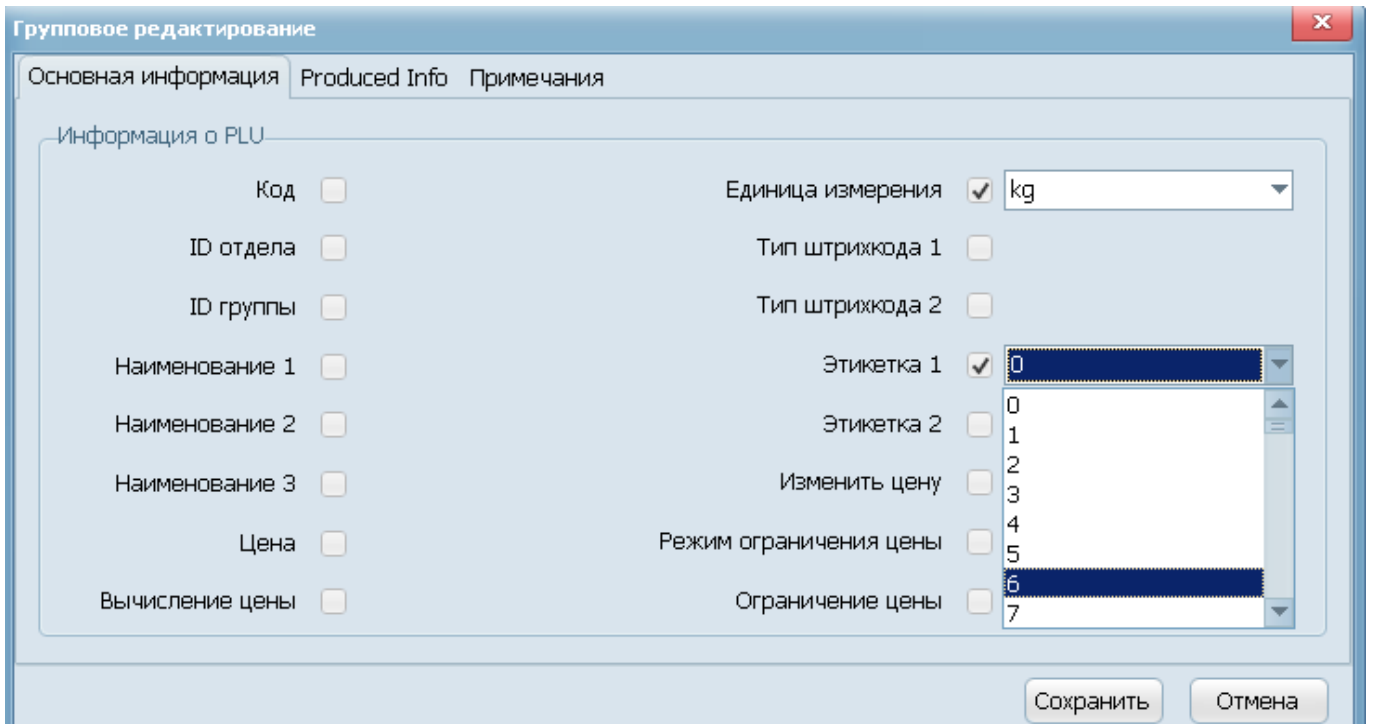 Групповое редактирование
Основная информация Produced Info Примечания
Информация о PLU
Код Единица измерения kg
ID отдела Тип штрихкода 1
ID группы Тип штрихкода 2
Наименование 1 Этикетка 1 0
0
Наименование 2 Этикетка 2
1
2
Наименование 3 Изменить цену
3
4
Цена Режим ограничения цены
5
6
Вычисление цены Ограничение цены
7
Сохранить Отмена